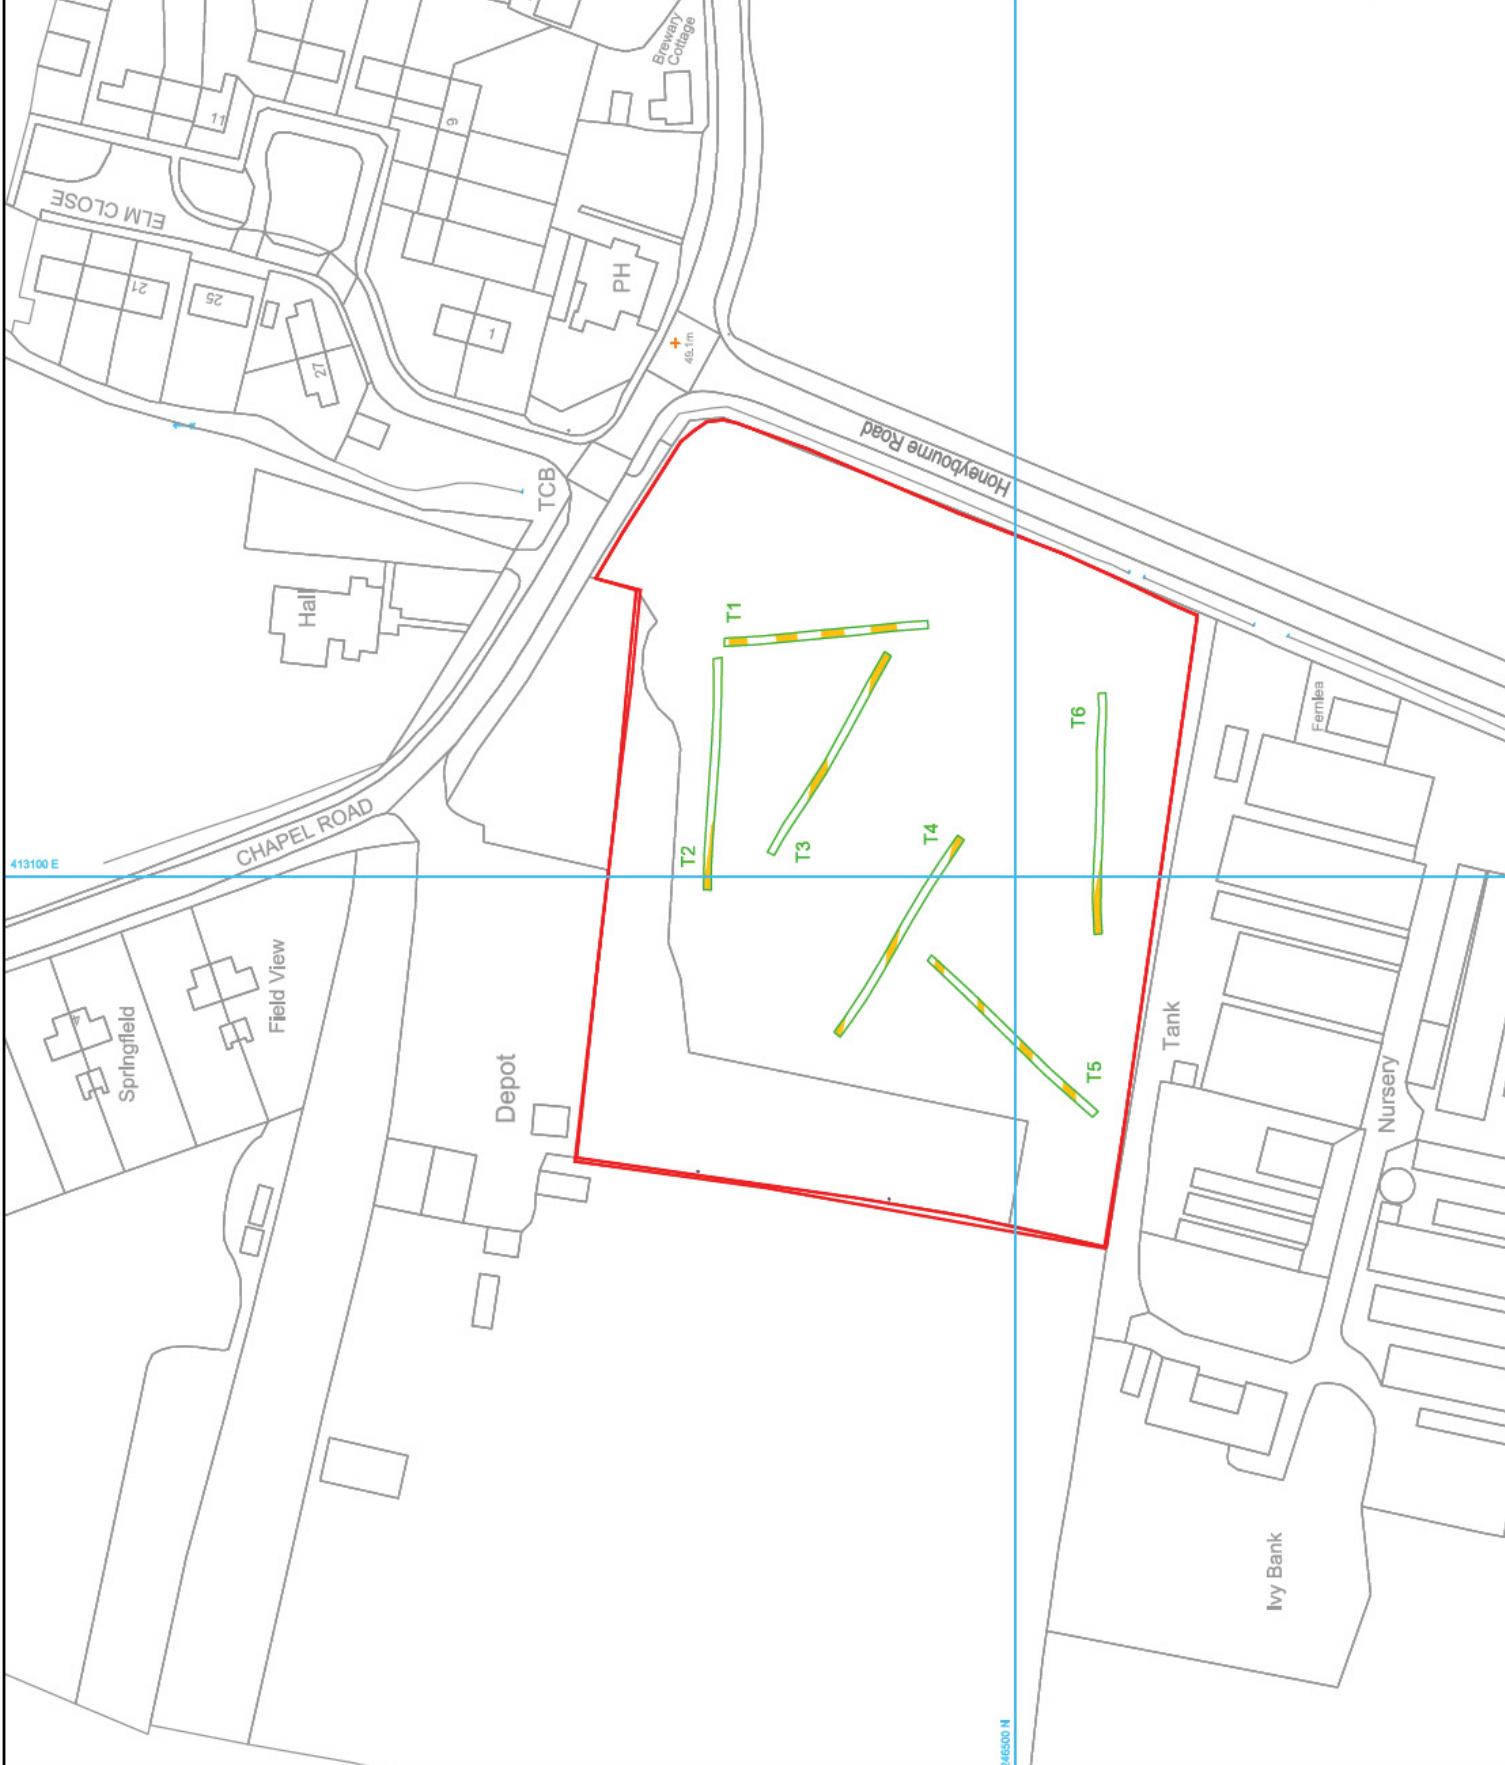 Brewary
Cottage
11
9
ELM CLOSE
21
25
27
1
PH
49.1m
Honeybourne Road
TCB
Hall
T1
T2
T3
T4
T5
T6
Fernlea
CHAPEL ROAD
413100 E
Springfield
Field View
Depot
Tank
Nursery
Ivy Bank
246500 N